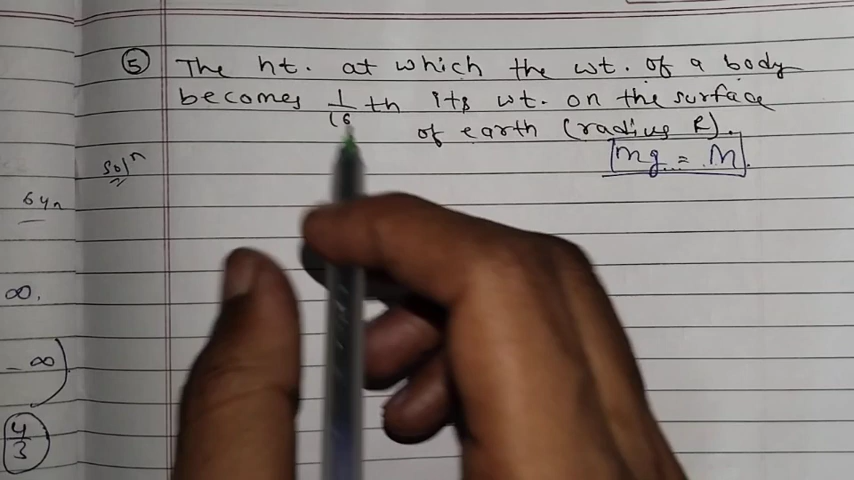 ⑤ The ht. at which the wt. of a body
becomes 1/16 th its wt. on the surface
of earth (radius R).
mg = M
solⁿ
∞.
-∞)
4/3